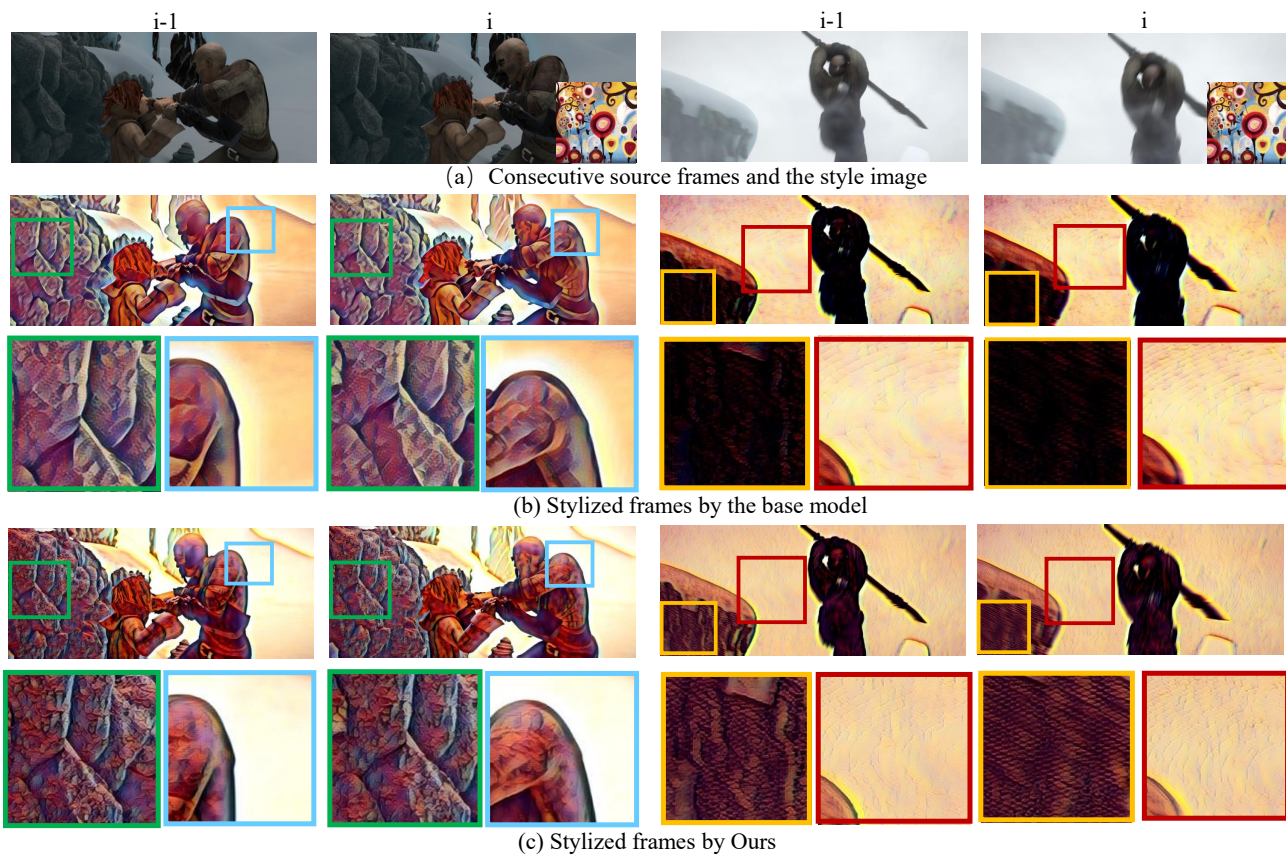 i-1 i i-1 i
(a) Consecutive source frames and the style image
(b) Stylized frames by the base model
(c) Stylized frames by Ours